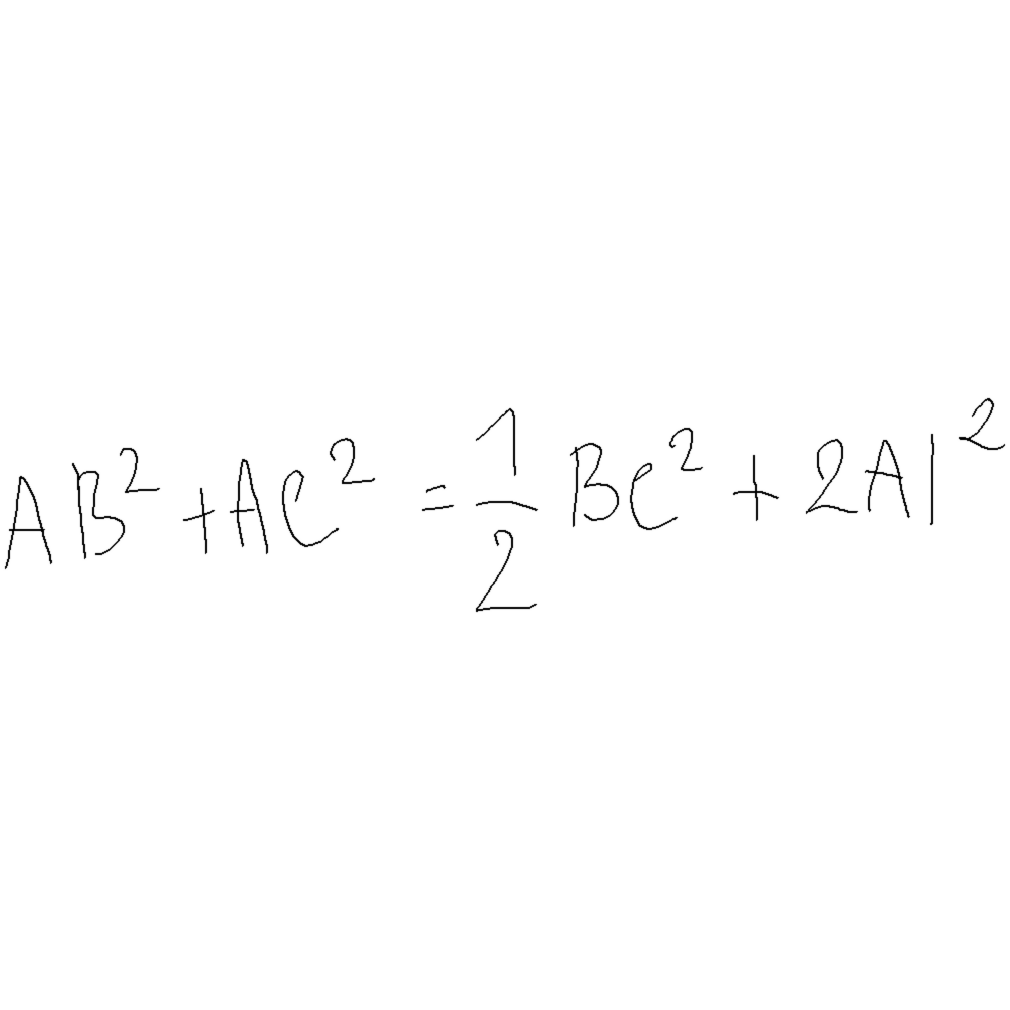 AB² + AC² = 1/2 BC² + 2AI²